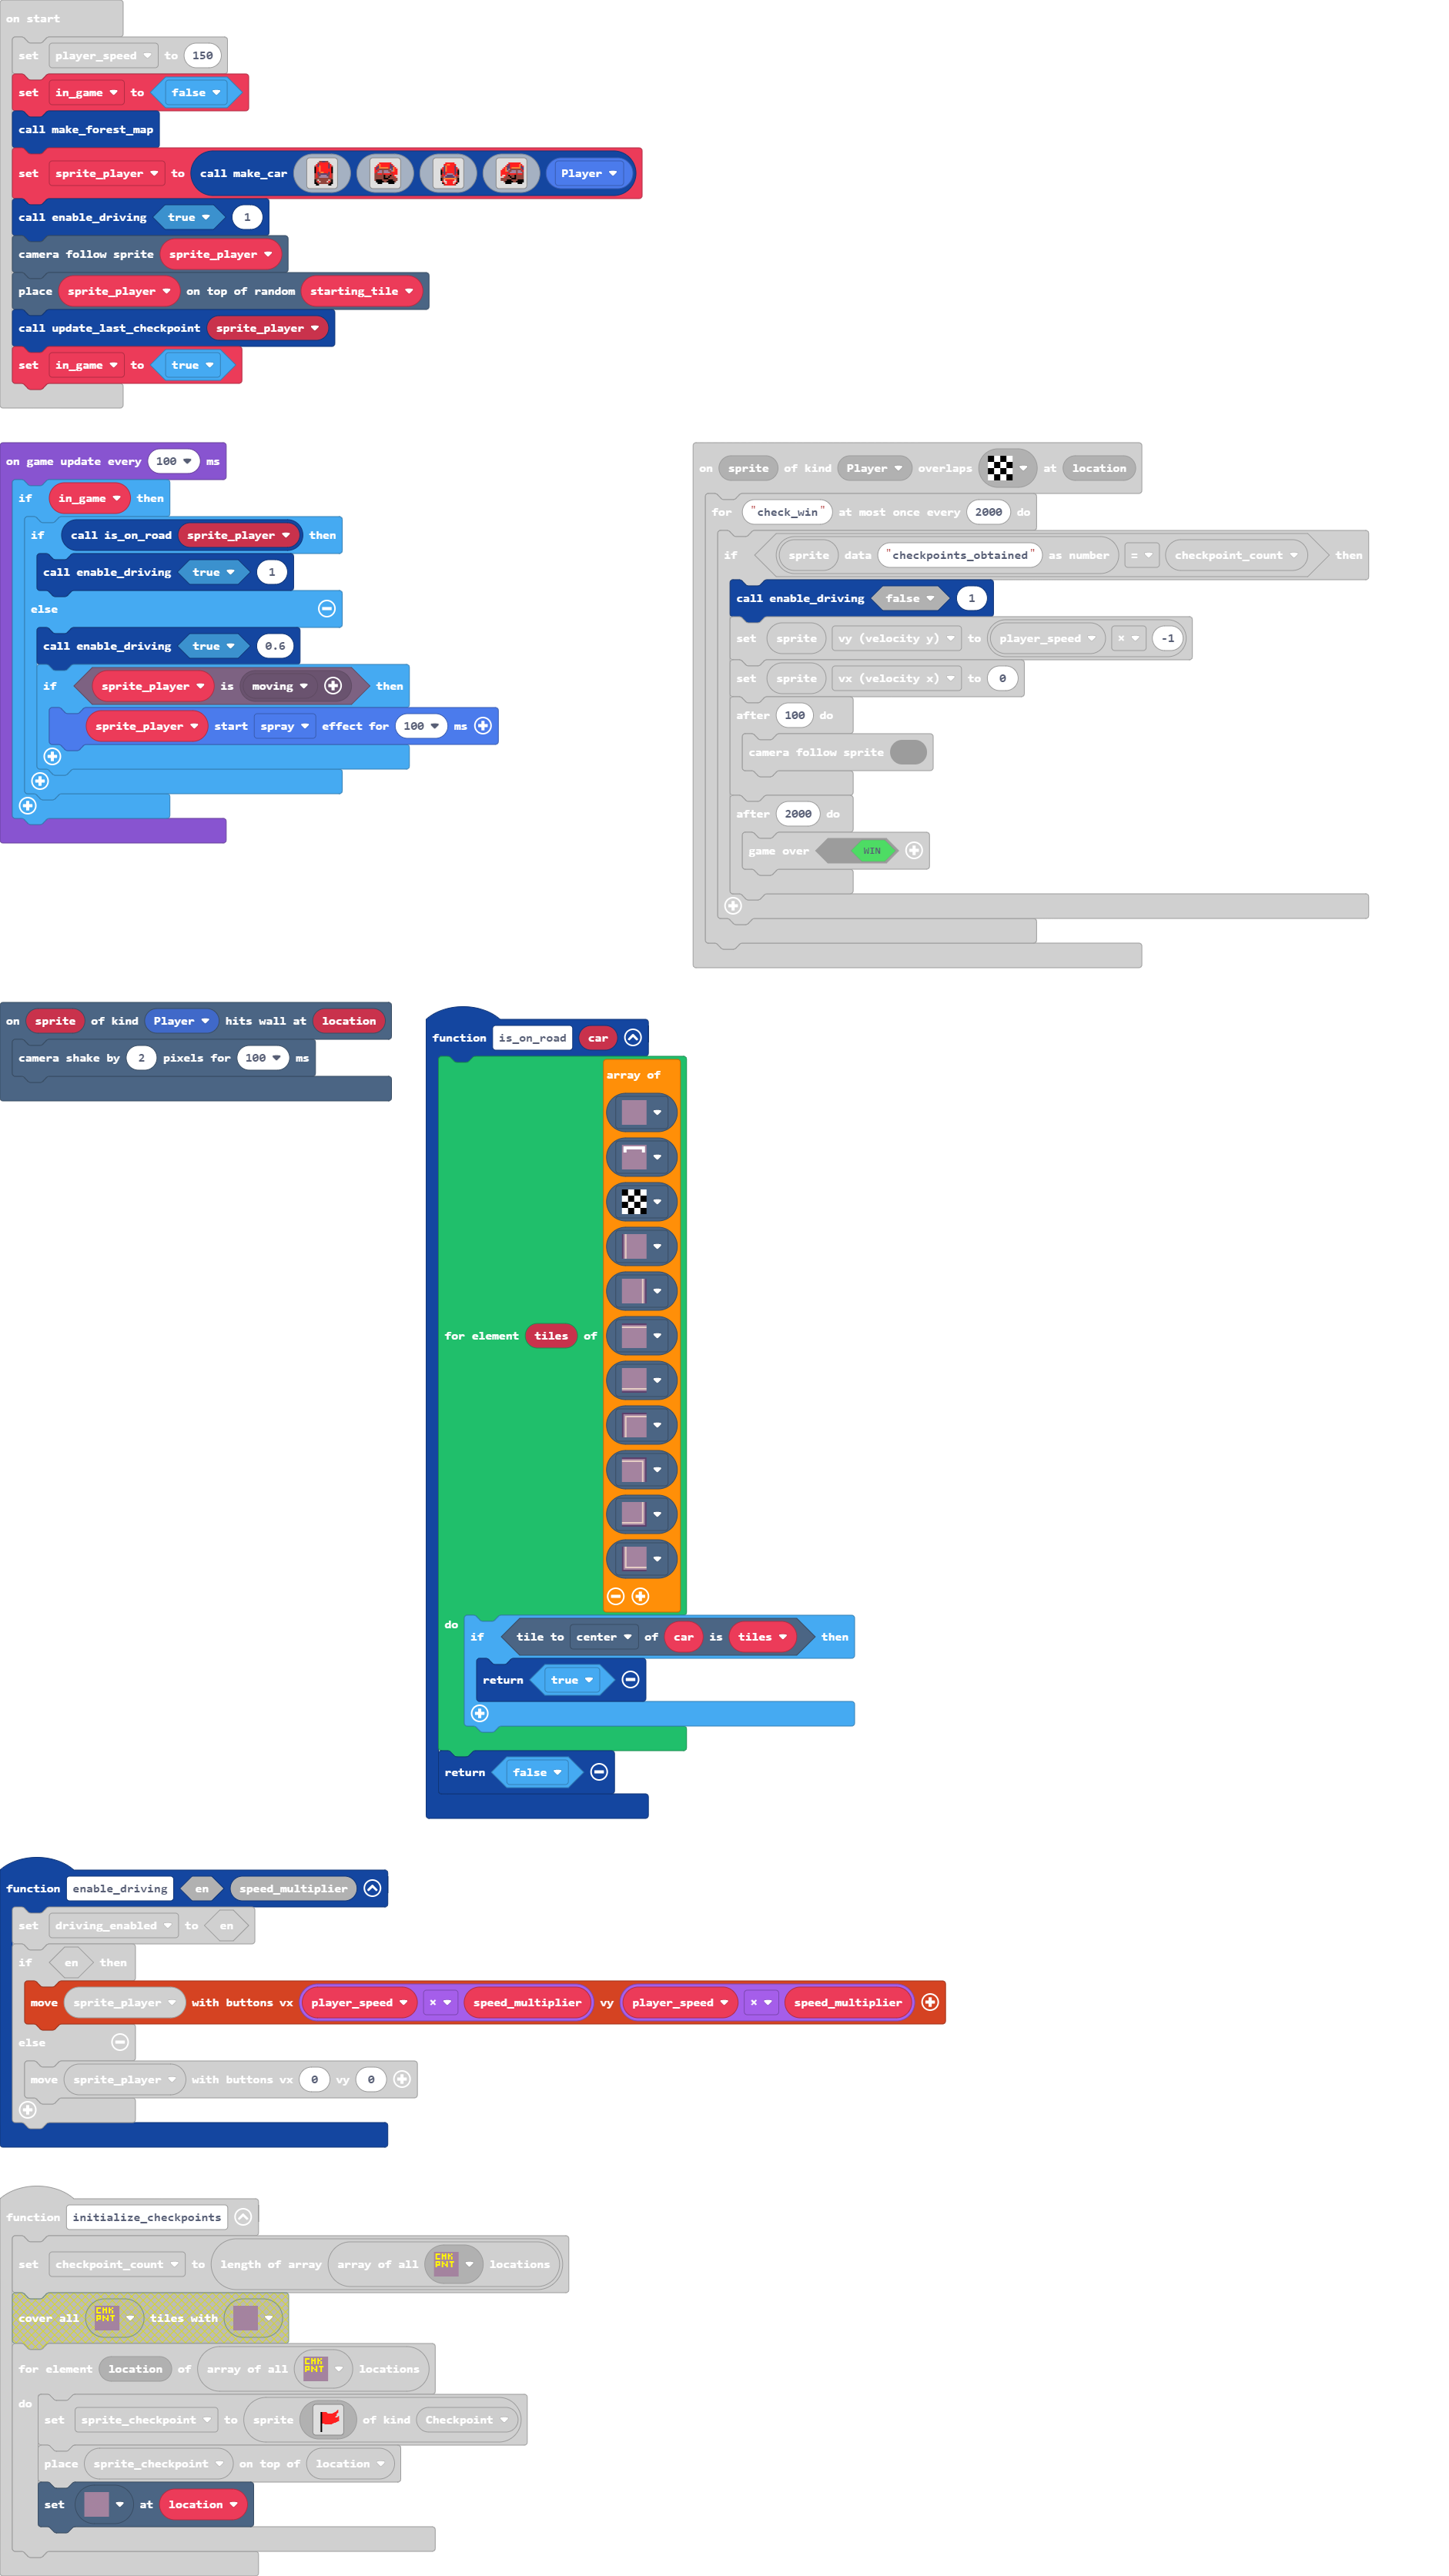 on start
set player_speed to 150
set in_game to false
call make_forest_map
set sprite_player to call make_car Player
call enable_driving true 1
camera follow sprite sprite_player
place sprite_player on top of random starting_tile
call update_last_checkpoint sprite_player
set in_game to true
on game update every 100 ms
if in_game then
if call is_on_road sprite_player then
call enable_driving true 1
else
call enable_driving true 0.6
if sprite_player is moving then
sprite_player start spray effect for 100 ms
on sprite of kind Player overlaps at location
for "check_win" at most once every 2000 do
if sprite data "checkpoints_obtained" as number = checkpoint_count then
call enable_driving false 1
set sprite vy (velocity y) to player_speed × -1
set sprite vx (velocity x) to 0
after 100 do
camera follow sprite
after 2000 do
game over WIN
on sprite of kind Player hits wall at location
camera shake by 2 pixels for 100 ms
function is_on_road car
array of
for element tiles of
do
if tile to center of car is tiles then
return true
return false
function enable_driving en speed_multiplier
set driving_enabled to en
if en then
move sprite_player with buttons vx player_speed × speed_multiplier vy player_speed × speed_multiplier
else
move sprite_player with buttons vx 0 vy 0
function initialize_checkpoints
set checkpoint_count to length of array array of all CHK PNT locations
cover all CHK PNT tiles with
for element location of array of all CHK PNT locations
do
set sprite_checkpoint to sprite of kind Checkpoint
place sprite_checkpoint on top of location
set at location